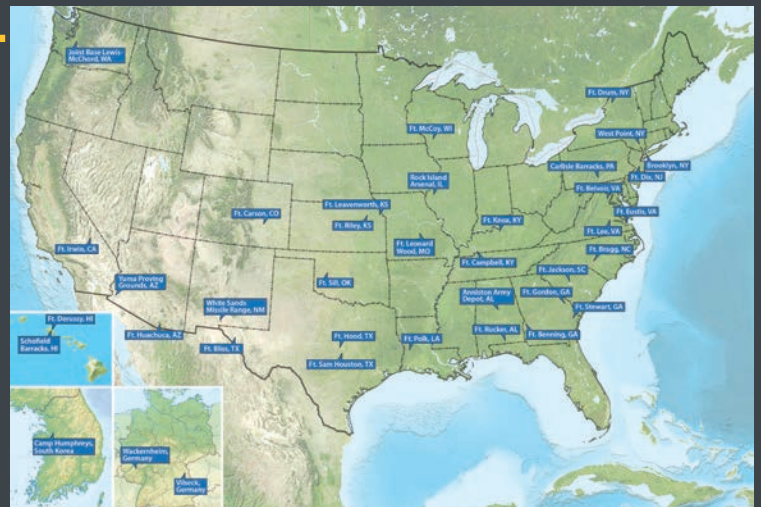 Joint Base Lewis-
McChord, WA
Ft. Drum, NY
Ft. McCoy, WI
West Point, NY
Carlisle Barracks, PA
Brooklyn, NY
Ft. Dix, NJ
Rock Island
Arsenal, IL
Ft. Belvoir, VA
Ft. Leavenworth, KS
Ft. Carson, CO
Ft. Riley, KS
Ft. Knox, KY
Ft. Eustis, VA
Ft. Lee, VA
Ft. Irwin, CA
Ft. Leonard
Wood, MO
Ft. Bragg, NC
Ft. Campbell, KY
Ft. Jackson, SC
Yuma Proving
Grounds, AZ
Ft. Sill, OK
Anniston Army
Depot, AL
Ft. Gordon, GA
White Sands
Missile Range, NM
Ft. Stewart, GA
Ft. Derussy, HI
Ft. Huachuca, AZ
Ft. Hood, TX
Ft. Polk, LA
Ft. Rucker, AL
Ft. Benning, GA
Schofield
Barracks, HI
Ft. Bliss, TX
Ft. Sam Houston, TX
Camp Humphreys,
South Korea
Wackernheim,
Germany
Vilseck,
Germany